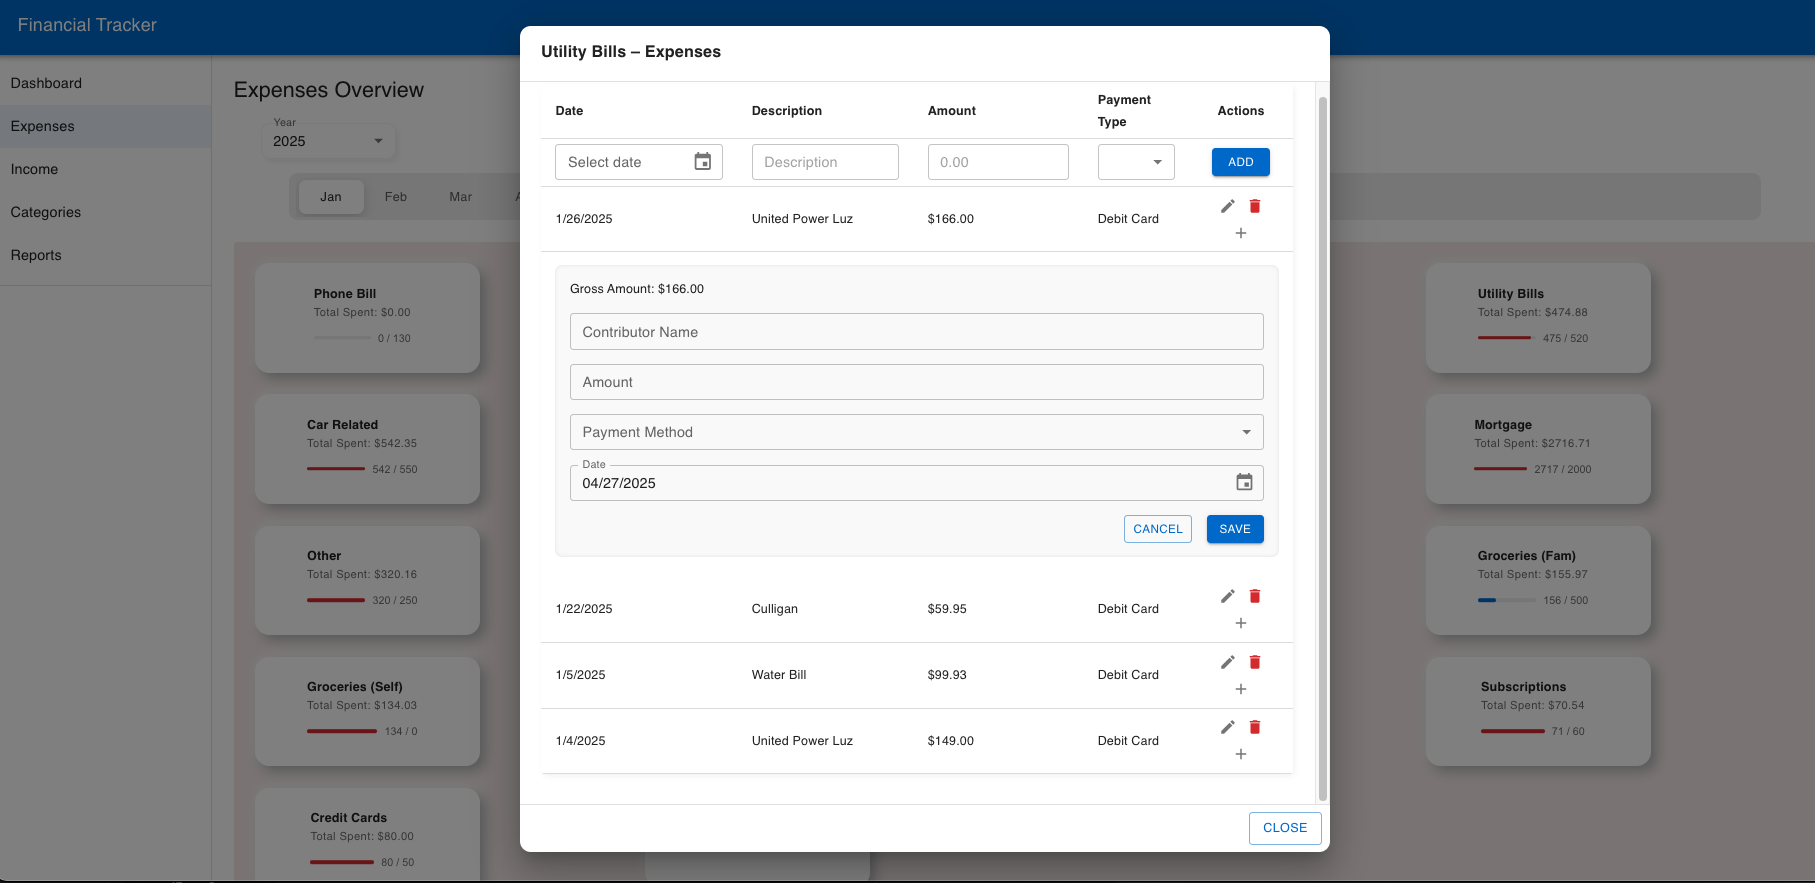 Financial Tracker
Dashboard
Expenses
Income
Categories
Reports
Expenses Overview
Year
2025
Jan
Feb
Mar
Phone Bill
Total Spent: $0.00
0 / 130
Car Related
Total Spent: $542.35
542 / 550
Other
Total Spent: $320.16
320 / 250
Groceries (Self)
Total Spent: $134.03
134 / 0
Credit Cards
Total Spent: $80.00
80 / 50
Utility Bills – Expenses
Date Description Amount Payment Type Actions
Select date Description 0.00 ADD
1/26/2025 United Power Luz $166.00 Debit Card
Gross Amount: $166.00
Contributor Name
Amount
Payment Method
Date
04/27/2025
CANCEL SAVE
1/22/2025 Culligan $59.95 Debit Card
1/5/2025 Water Bill $99.93 Debit Card
1/4/2025 United Power Luz $149.00 Debit Card
CLOSE
Utility Bills
Total Spent: $474.88
475 / 520
Mortgage
Total Spent: $2716.71
2717 / 2000
Groceries (Fam)
Total Spent: $155.97
156 / 500
Subscriptions
Total Spent: $70.54
71 / 60